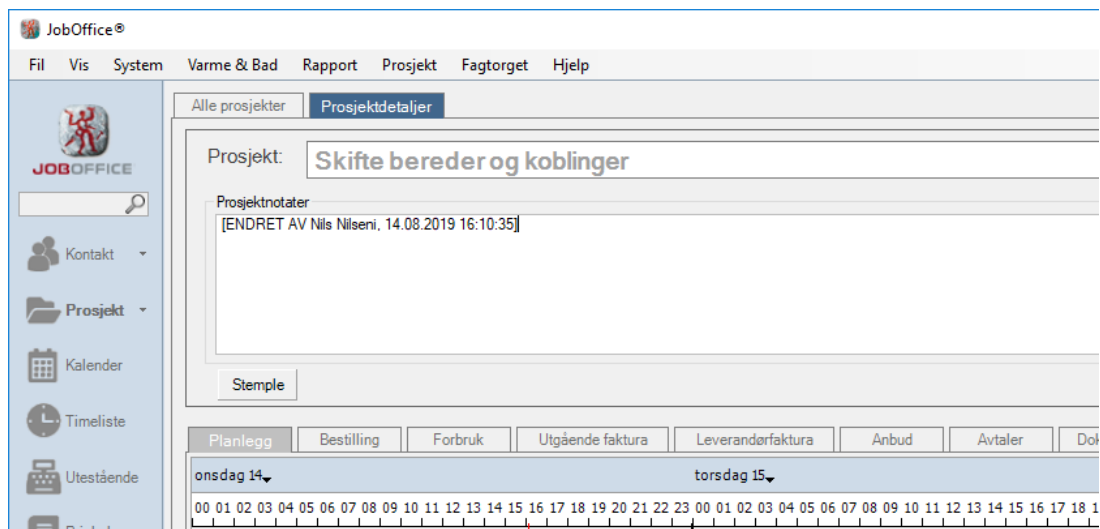 JobOffice®
Fil Vis System Varme & Bad Rapport Prosjekt Fagtorget Hjelp
Alle prosjekter Prosjektdetaljer
JOBOFFICE
Prosjekt: Skifte bereder og koblinger
Prosjektnotater
[ENDRET AV Nils Nilseni, 14.08.2019 16:10:35]
Kontakt
Prosjekt
Kalender
Timeliste
Utestående
Stemple
Planlegg Bestilling Forbruk Utgående faktura Leverandørfaktura Anbud Avtaler
onsdag 14 torsdag 15
00 01 02 03 04 05 06 07 08 09 10 11 12 13 14 15 16 17 18 19 20 21 22 23 00 01 02 03 04 05 06 07 08 09 10 11 12 13 14 15 16 17 18